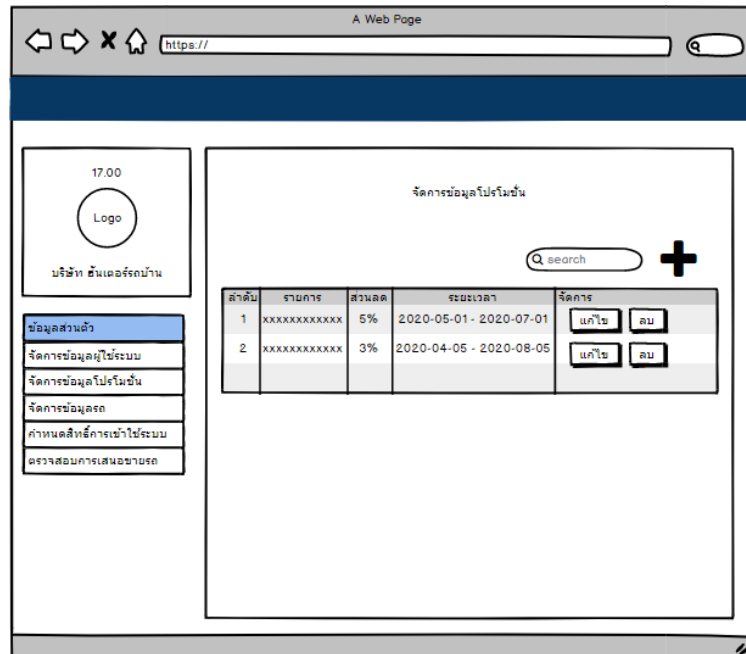 A Web Page
https://
17.00
Logo
บริษัท ฮันเตอร์รถบ้าน
ข้อมูลส่วนตัว
จัดการข้อมูลผู้ใช้ระบบ
จัดการข้อมูลโปรโมชั่น
จัดการข้อมูลรถ
กำหนดสิทธิ์การเข้าใช้ระบบ
ตรวจสอบการเสนอขายรถ
จัดการข้อมูลโปรโมชั่น
search
ลำดับ รายการ ส่วนลด ระยะเวลา จัดการ
1 xxxxxxxxxxxx 5% 2020-05-01 - 2020-07-01 แก้ไข ลบ
2 xxxxxxxxxxxx 3% 2020-04-05 - 2020-08-05 แก้ไข ลบ